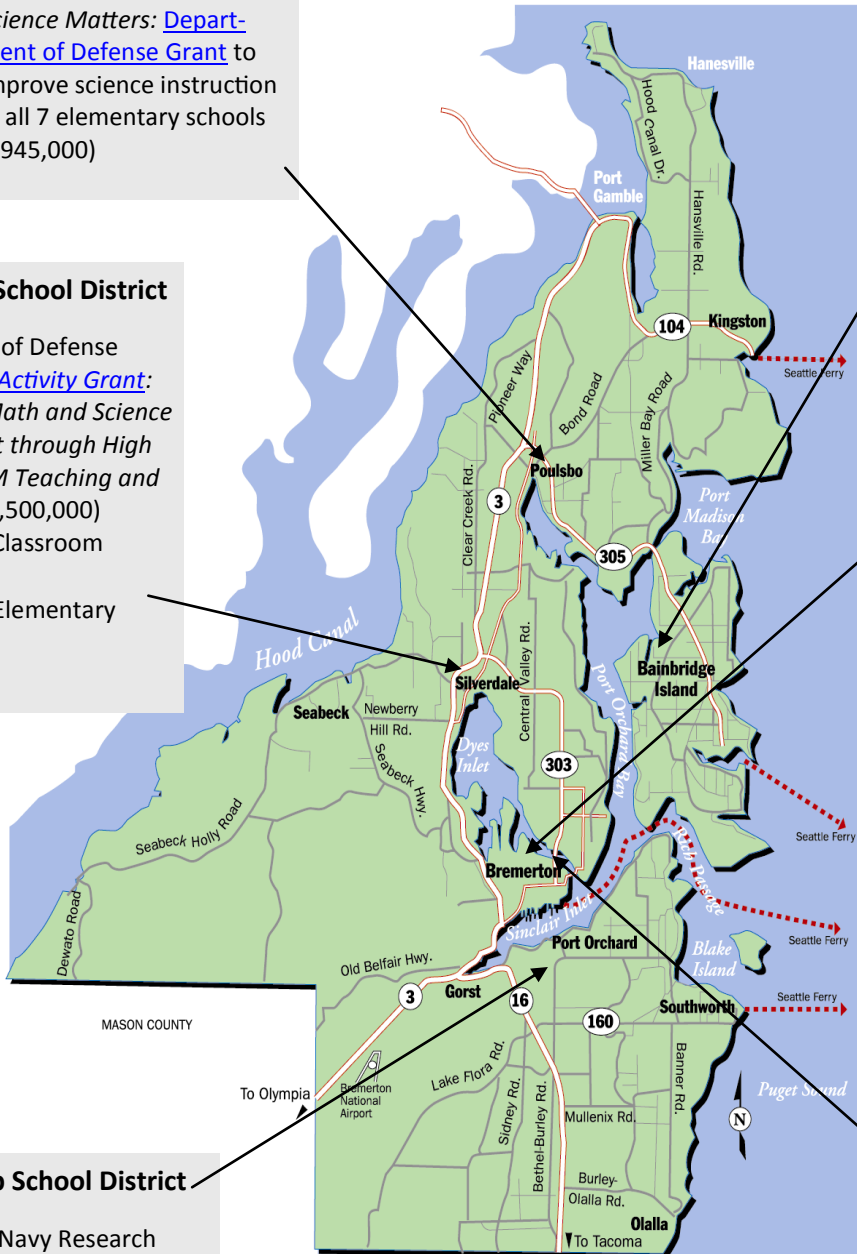 cience Matters: Depart-
ent of Defense Grant to
mprove science instruction
all 7 elementary schools
945,000)
School District
of Defense
Activity Grant:
Math and Science
t through High
M Teaching and
,500,000)
Classroom
Elementary
School District
Navy Research
Hanesville
Hood Canal Dr.
Port
Gamble
Hansville Rd.
104
Kingston
Seattle Ferry
Pioneer Way
Bond Road
Miller Bay Road
Poulsbo
Clear Creek Rd.
3
Port
Madison
Bay
305
Hood Canal
Central Valley Rd.
Port Orchard Bay
Bainbridge
Island
Silverdale
Seabeck
Newberry
Hill Rd.
Seabeck Hwy.
Dyes
Inlet
303
Seabeck Holly Road
Seattle Ferry
Bremerton
Rich Passage
Dewato Road
Sinclair Inlet
Port Orchard
Seattle Ferry
Blake
Island
Old Belfair Hwy.
Gorst
3
16
Southworth
Seattle Ferry
160
MASON COUNTY
Lake Flora Rd.
Banner Rd.
Puget Sound
To Olympia
Bremerton
National
Airport
Sidney Rd.
Bethel-Burley Rd.
Mullenix Rd.
N
Burley-
Olalla Rd.
Olalla
To Tacoma